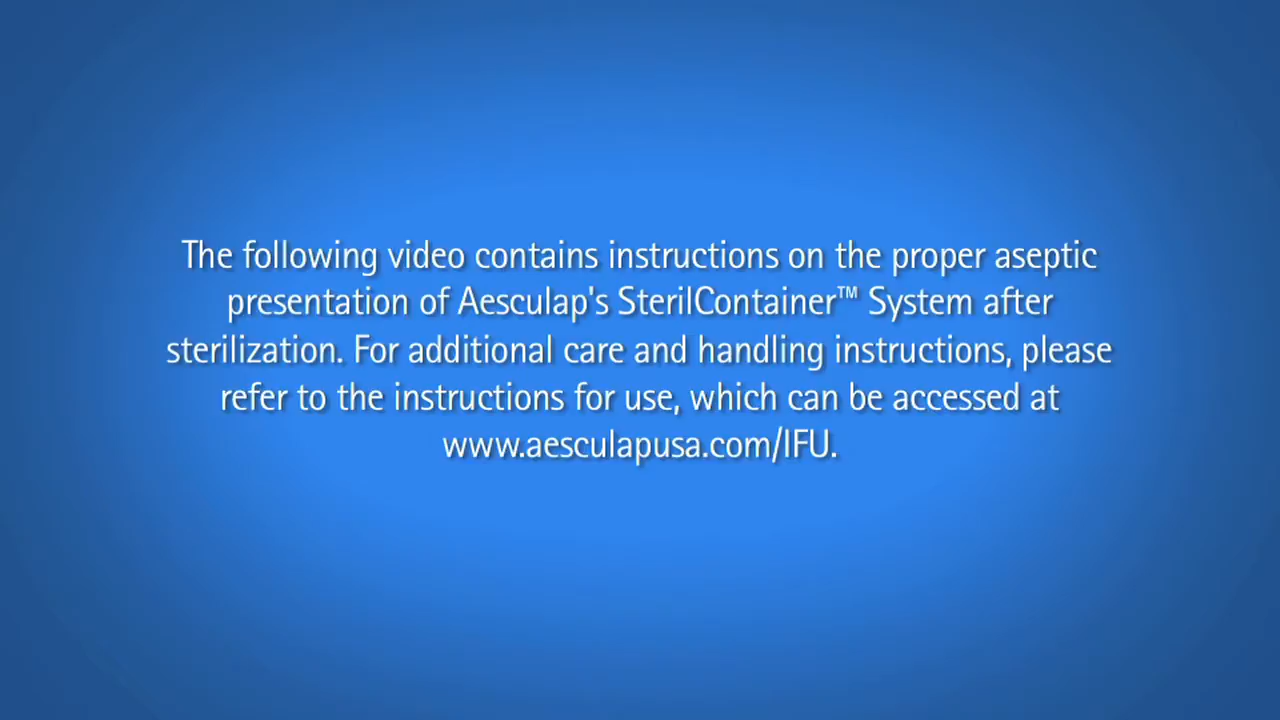 The following video contains instructions on the proper aseptic
presentation of Aesculap's SterilContainer™ System after
sterilization. For additional care and handling instructions, please
refer to the instructions for use, which can be accessed at
www.aesculapusa.com/IFU.